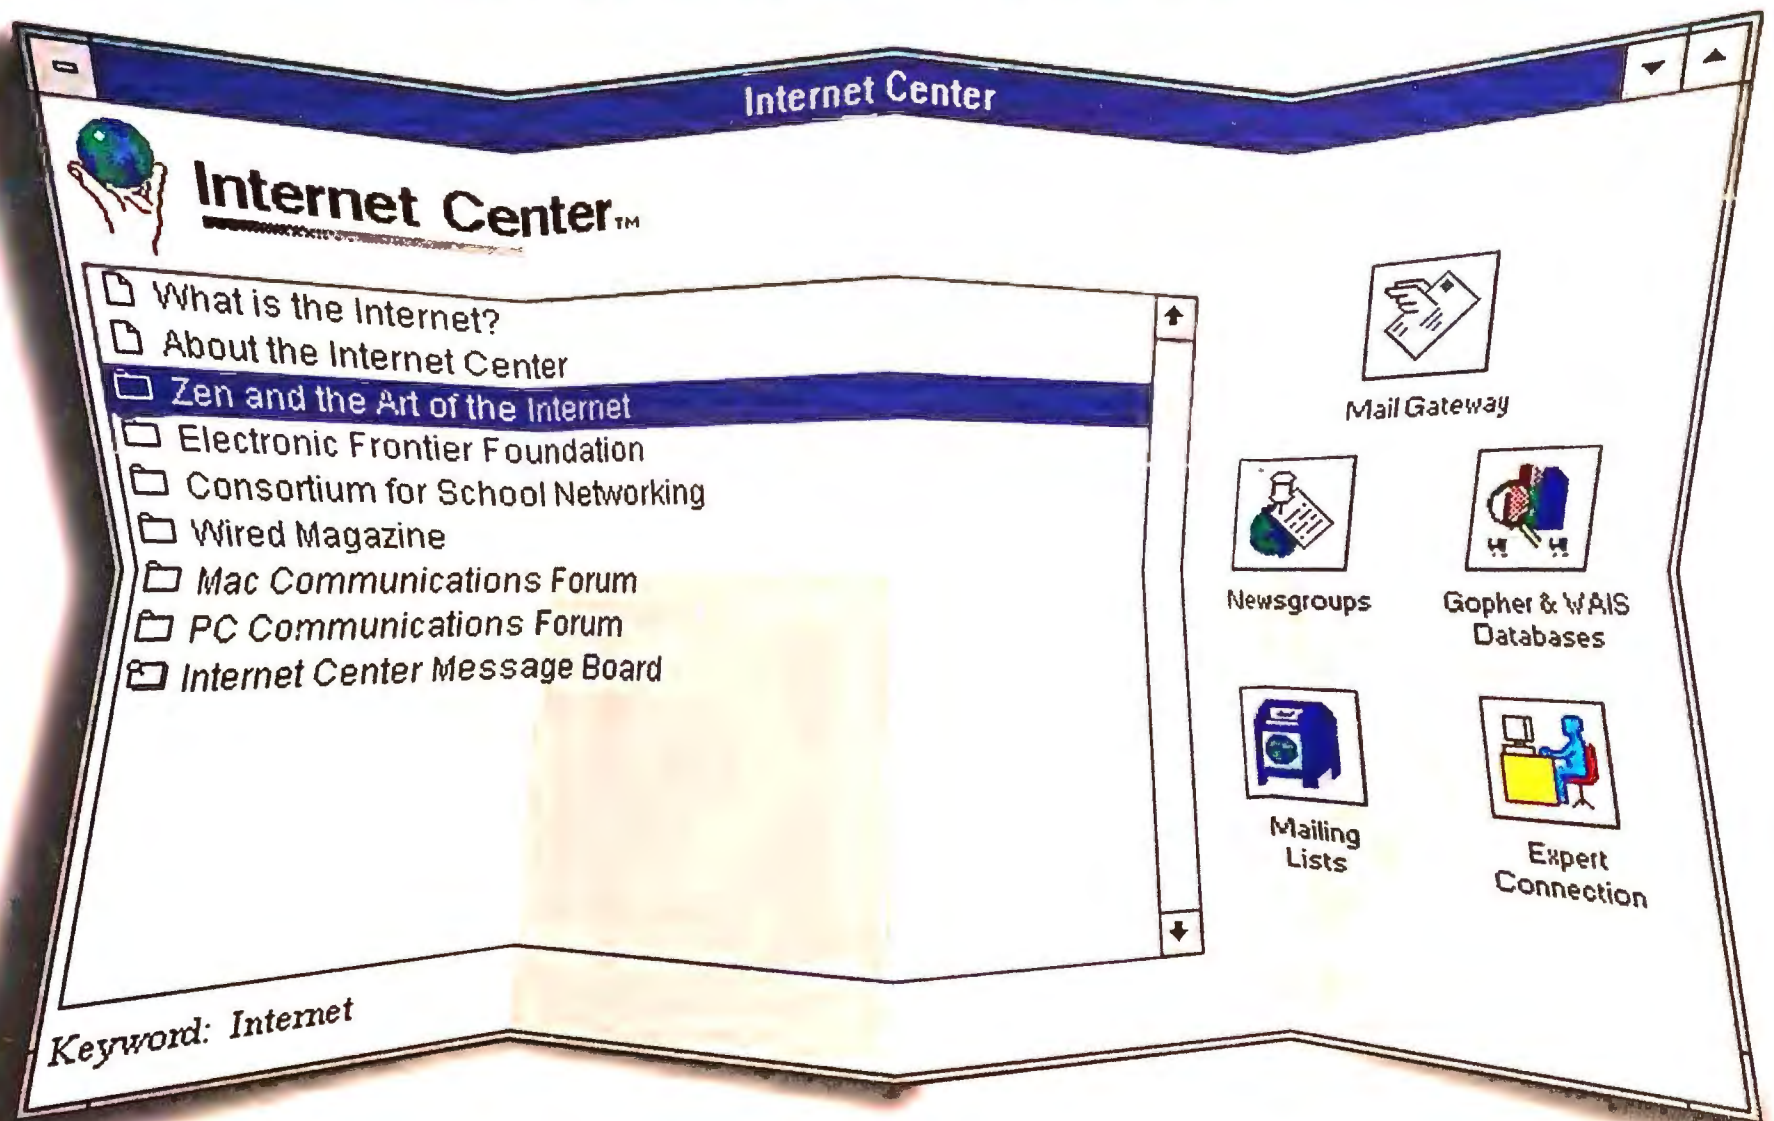 Internet Center
Internet Center™
What is the Internet?
About the Internet Center
Zen and the Art of the Internet
Electronic Frontier Foundation
Consortium for School Networking
Wired Magazine
Mac Communications Forum
PC Communications Forum
Internet Center Message Board
Mail Gateway
Newsgroups
Gopher & WAIS
Databases
Mailing
Lists
Expert
Connection
Keyword: Internet